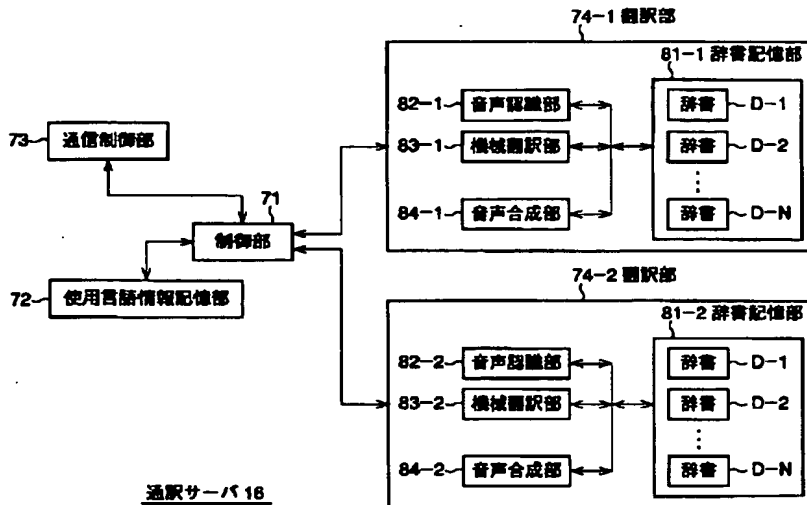 74-1 翻訳部
81-1 辞書記憶部
82-1 音声認識部
辞書 D-1
73 通信制御部
83-1 機械翻訳部
辞書 D-2
71
84-1 音声合成部
辞書 D-N
制御部
74-2 翻訳部
72 使用言語情報記憶部
81-2 辞書記憶部
82-2 音声認識部
辞書 D-1
83-2 機械翻訳部
辞書 D-2
84-2 音声合成部
辞書 D-N
通訳サーバ 16